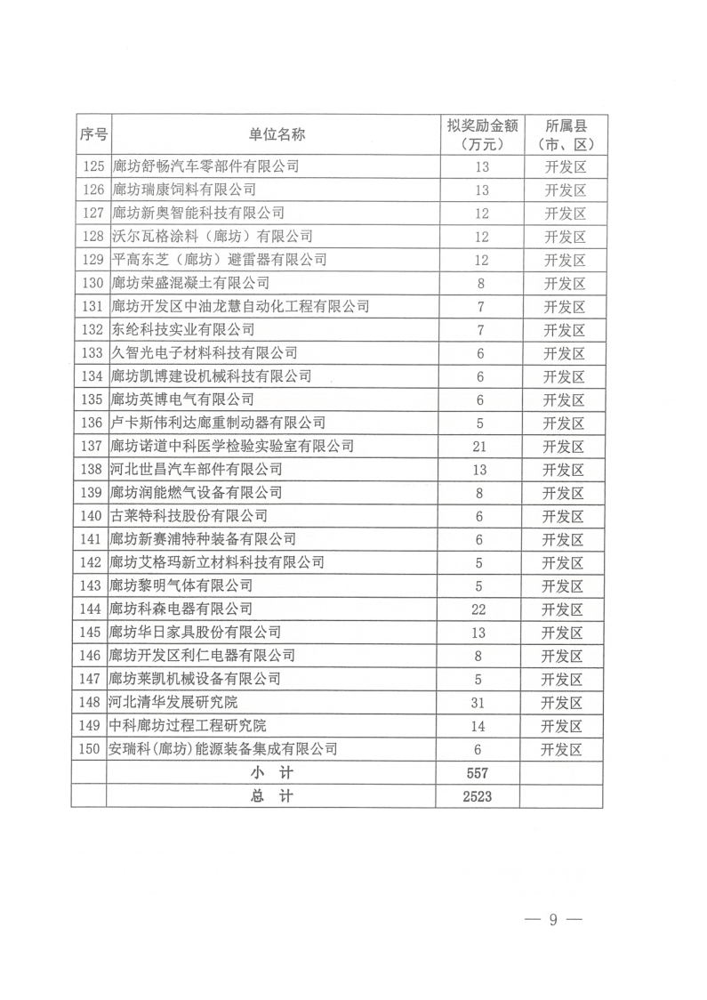 序号 单位名称 拟奖励金额（万元） 所属县（市、区）
125 廊坊舒畅汽车零部件有限公司 13 开发区
126 廊坊瑞康饲料有限公司 13 开发区
127 廊坊新奥智能科技有限公司 12 开发区
128 沃尔瓦格涂料（廊坊）有限公司 12 开发区
129 平高东芝（廊坊）避雷器有限公司 12 开发区
130 廊坊荣盛混凝土有限公司 8 开发区
131 廊坊开发区中油龙慧自动化工程有限公司 7 开发区
132 东纶科技实业有限公司 7 开发区
133 久智光电子材料科技有限公司 6 开发区
134 廊坊凯博建设机械科技有限公司 6 开发区
135 廊坊英博电气有限公司 6 开发区
136 卢卡斯伟利达廊重制动器有限公司 5 开发区
137 廊坊诺道中科医学检验实验室有限公司 21 开发区
138 河北世昌汽车部件有限公司 13 开发区
139 廊坊润能燃气设备有限公司 8 开发区
140 古莱特科技股份有限公司 6 开发区
141 廊坊新赛浦特种装备有限公司 6 开发区
142 廊坊艾格玛新立材料科技有限公司 5 开发区
143 廊坊黎明气体有限公司 5 开发区
144 廊坊科森电器有限公司 22 开发区
145 廊坊华日家具股份有限公司 13 开发区
146 廊坊开发区利仁电器有限公司 8 开发区
147 廊坊莱凯机械设备有限公司 5 开发区
148 河北清华发展研究院 31 开发区
149 中科廊坊过程工程研究院 14 开发区
150 安瑞科(廊坊)能源装备集成有限公司 6 开发区
小 计 557
总 计 2523
— 9 —